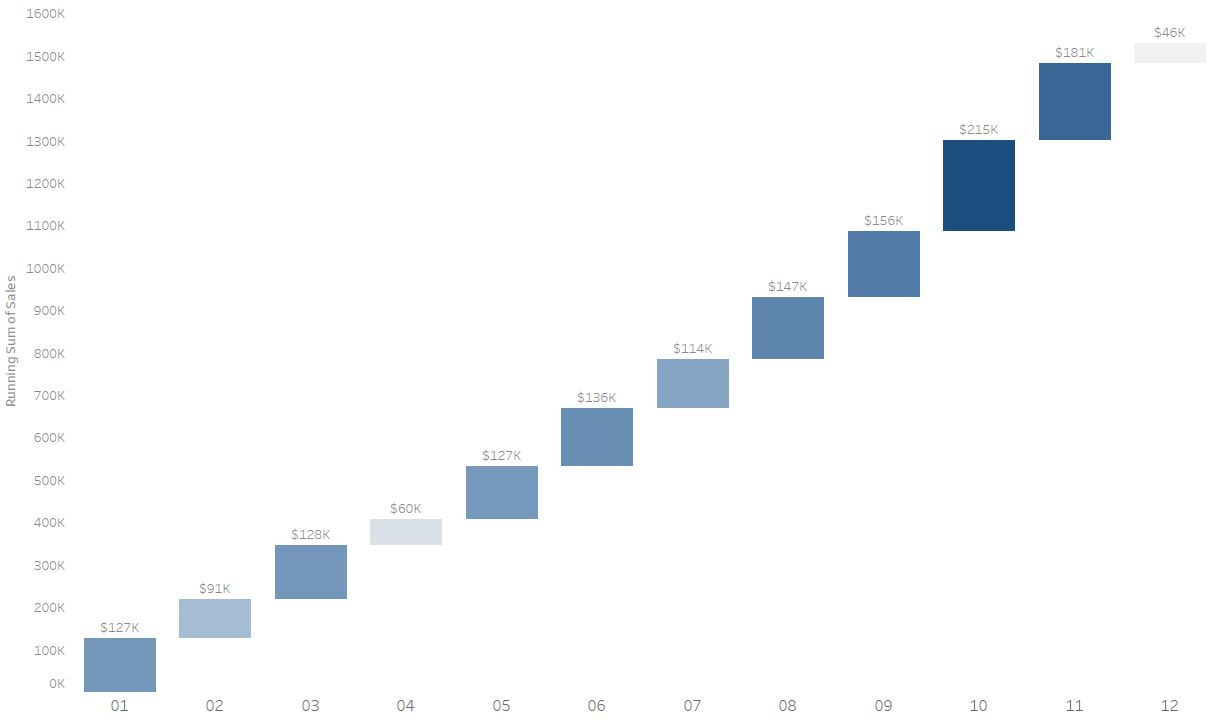 1600K
1500K
1400K
1300K
1200K
1100K
1000K
900K
800K
700K
600K
500K
400K
300K
200K
100K
0K
Running Sum of Sales
$127K
$91K
$128K
$60K
$127K
$136K
$114K
$147K
$156K
$215K
$181K
$46K
01 02 03 04 05 06 07 08 09 10 11 12